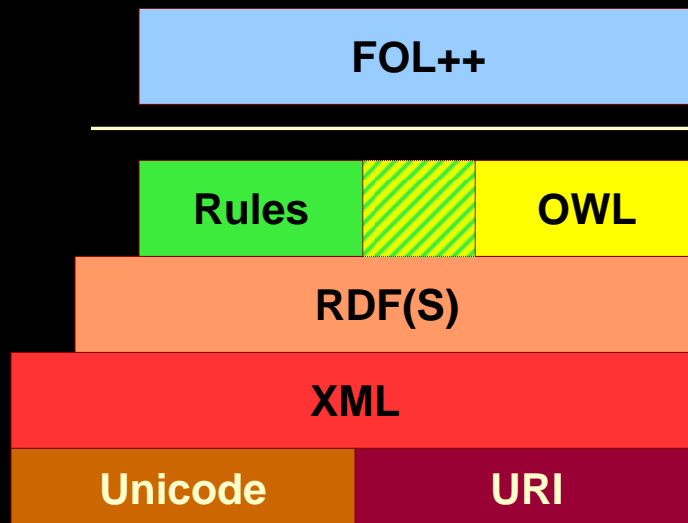 FOL++
Rules OWL
RDF(S)
XML
Unicode URI